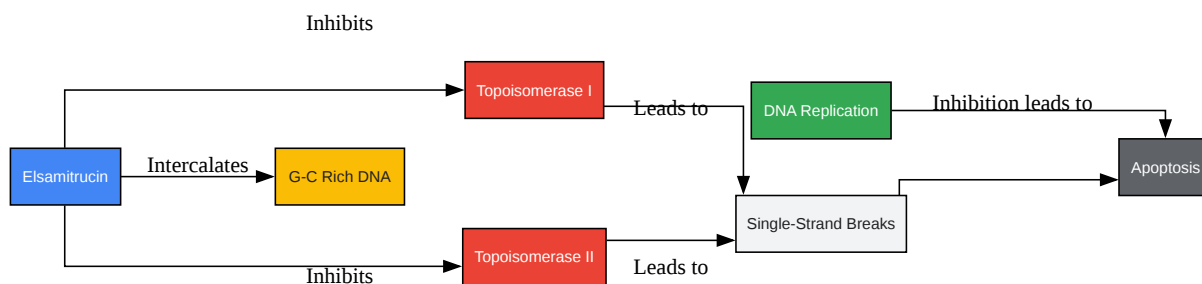 Inhibits
Topoisomerase I
Leads to
DNA Replication
Inhibition leads to
Elsamitrucin
Intercalates
G-C Rich DNA
Apoptosis
Single-Strand Breaks
Topoisomerase II
Inhibits
Leads to